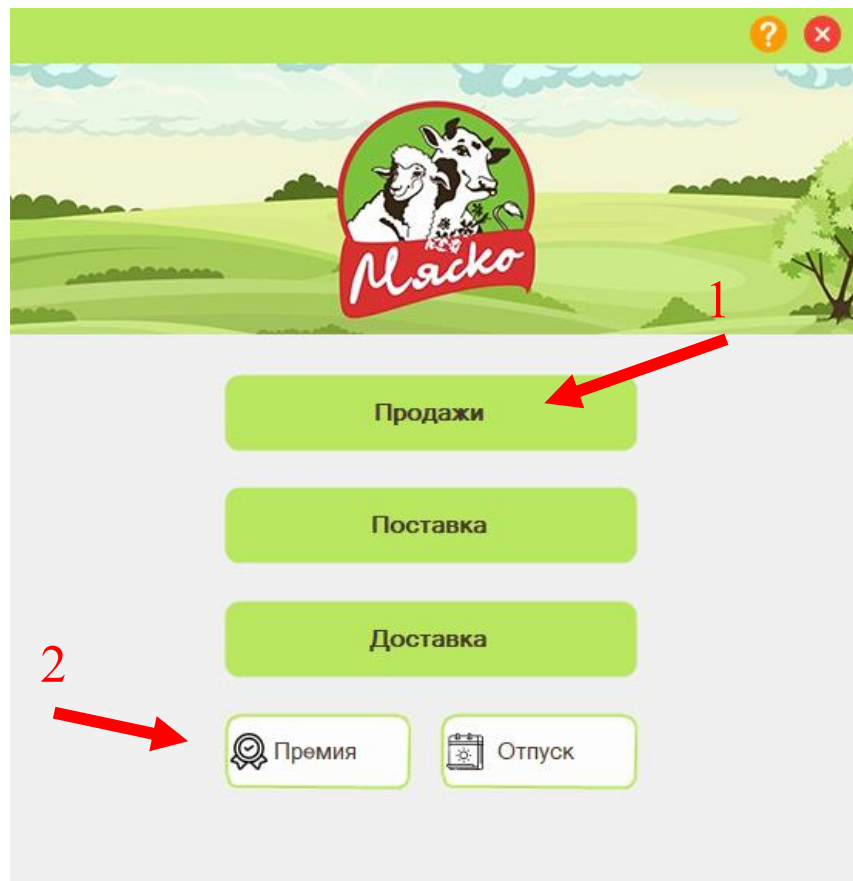 ?
Мяско
1
Продажи
Поставка
Доставка
2
Премия
Отпуск